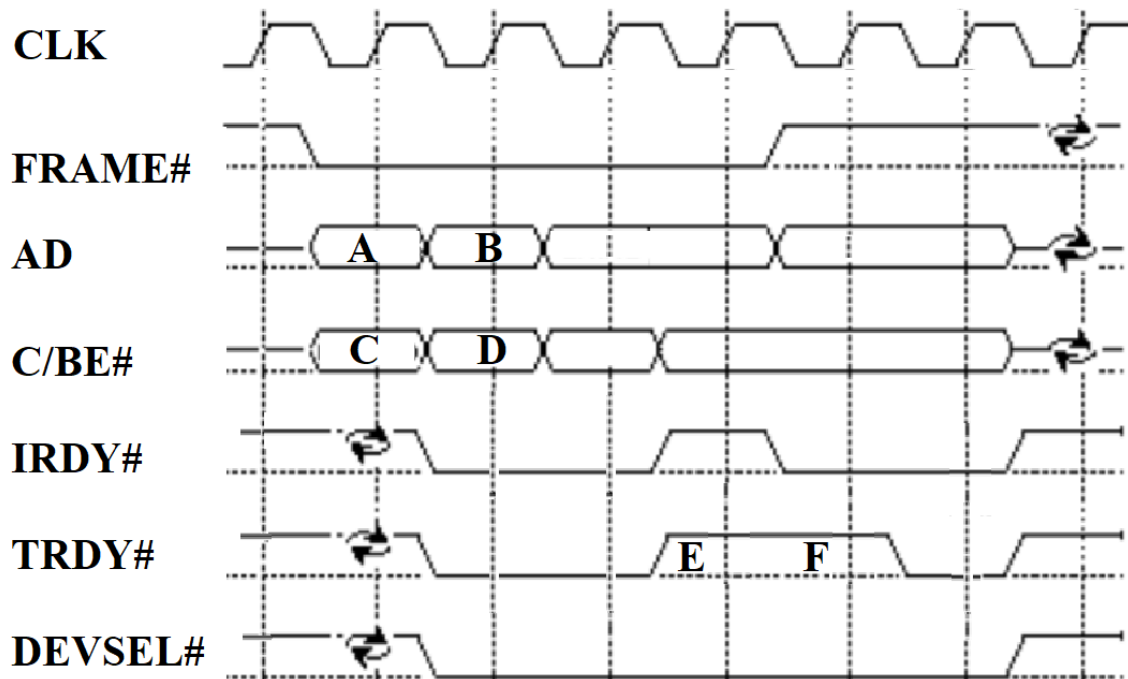 CLK
FRAME#
AD A B
C/BE# C D
IRDY#
TRDY# E F
DEVSEL#